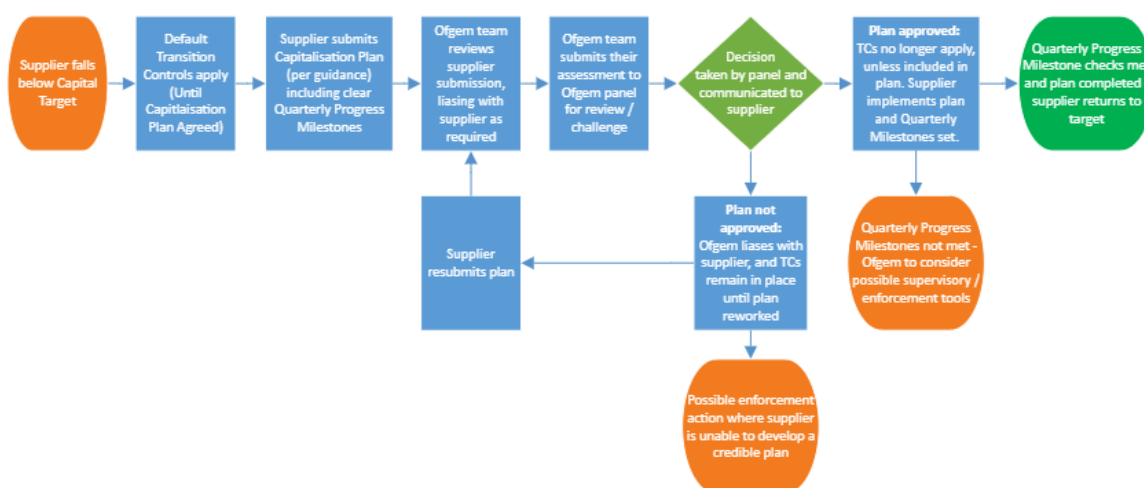 Supplier falls
below Capital
Target
Default
Transition
Controls apply
(Until
Capitlaisation
Plan Agreed)
Supplier submits
Capitalisation Plan
(per guidance)
including clear
Quarterly Progress
Milestones
Ofgem team
reviews
supplier
submission,
liasing with
supplier as
required
Ofgem team
submits their
assessment to
Ofgem panel
for review /
challenge
Decision
taken by panel and
communicated to
supplier
Plan approved:
TCs no longer apply,
unless included in
plan. Supplier
implements plan
and Quarterly
Milestones set.
Quarterly Progress
Milestone checks me
and plan completed
supplier returns to
target
Supplier
resubmits plan
Plan not
approved:
Ofgem liases with
supplier, and TCs
remain in place
until plan
reworked
Quarterly Progress
Milestones not met -
Ofgem to consider
possible supervisory /
enforcement tools
Possible enforcement
action where supplier
is unable to develop a
credible plan